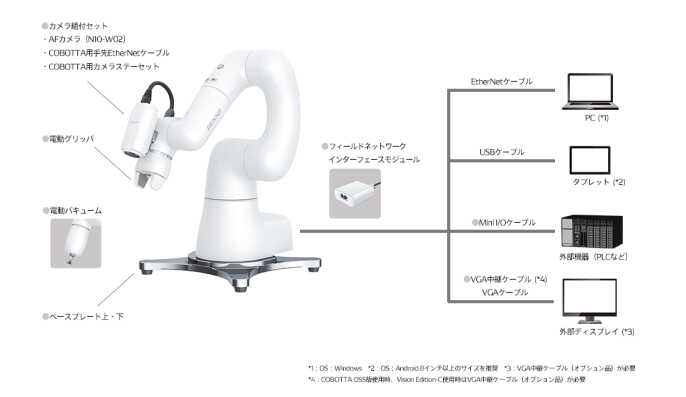 ●カメラ鏡付セット
・AFカメラ（N10-W02）
・COBOTTA用手先EtherNetケーブル
・COBOTTA用カメラステーセット
●電動グリッパ
●電動バキューム
●ベースプレート上・下
●フィールドネットワーク
インターフェースモジュール
EtherNetケーブル
PC (*1)
USBケーブル
タブレット (*2)
●Mini I/Oケーブル
外部機器（PLCなど）
●VGA中継ケーブル (*4)
VGAケーブル
外部ディスプレイ (*3)
DENSO
*1：OS：Windows *2：OS：Android 8インチ以上のサイズを推奨 *3：VGA中継ケーブル（オプション品）が必要
*4：COBOTTA OSS版使用時、Vision Edition-C使用時はVGA中継ケーブル（オプション品）が必要